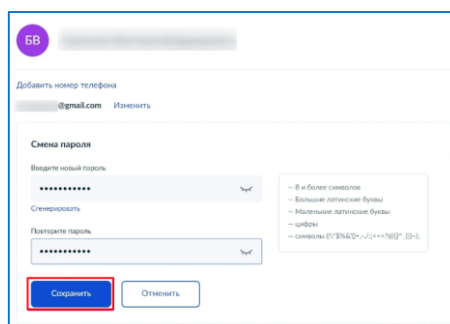 БВ
Добавить номер телефона
@gmail.com Изменить
Смена пароля
Введите новый пароль
Сгенерировать
Повторите пароль
— 8 и более символов
— Большие латинские буквы
— Маленькие латинские буквы
— цифры
— символы
Сохранить Отменить